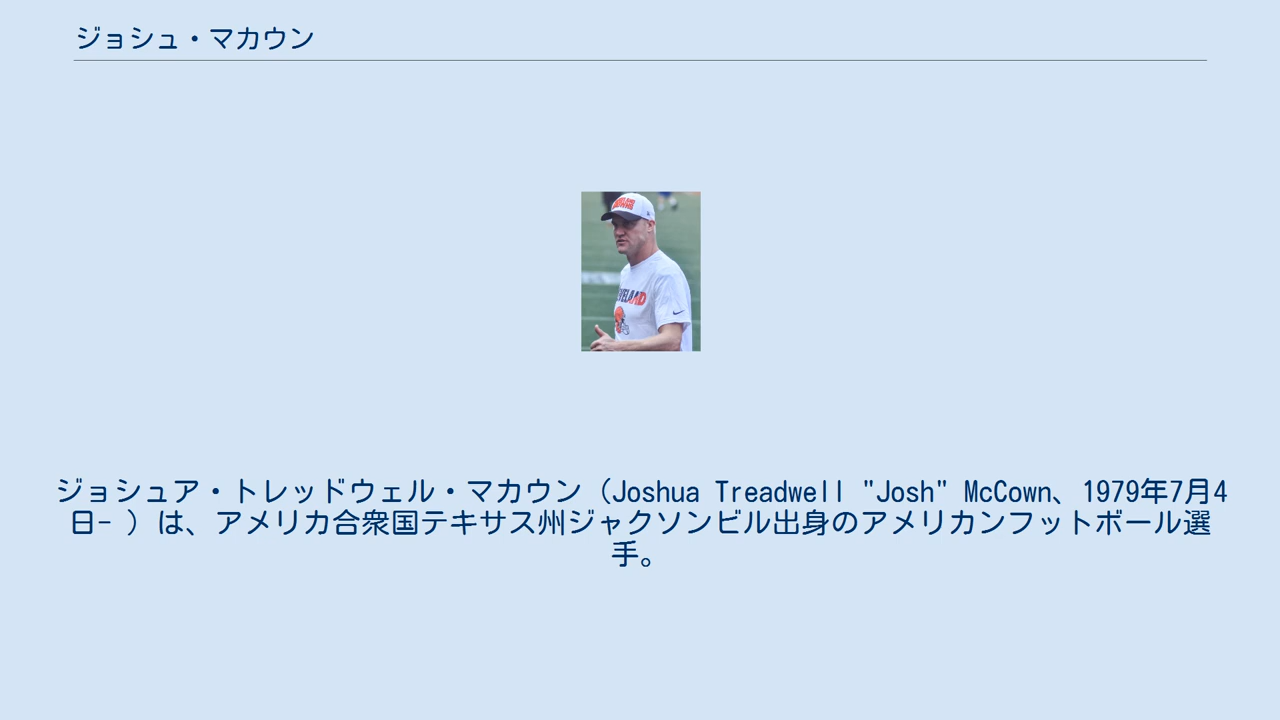 ジョシュ・マカウン
ジョシュア・トレッドウェル・マカウン（Joshua Treadwell "Josh" McCown、1979年7月4
日- ）は、アメリカ合衆国テキサス州ジャクソンビル出身のアメリカンフットボール選
手。